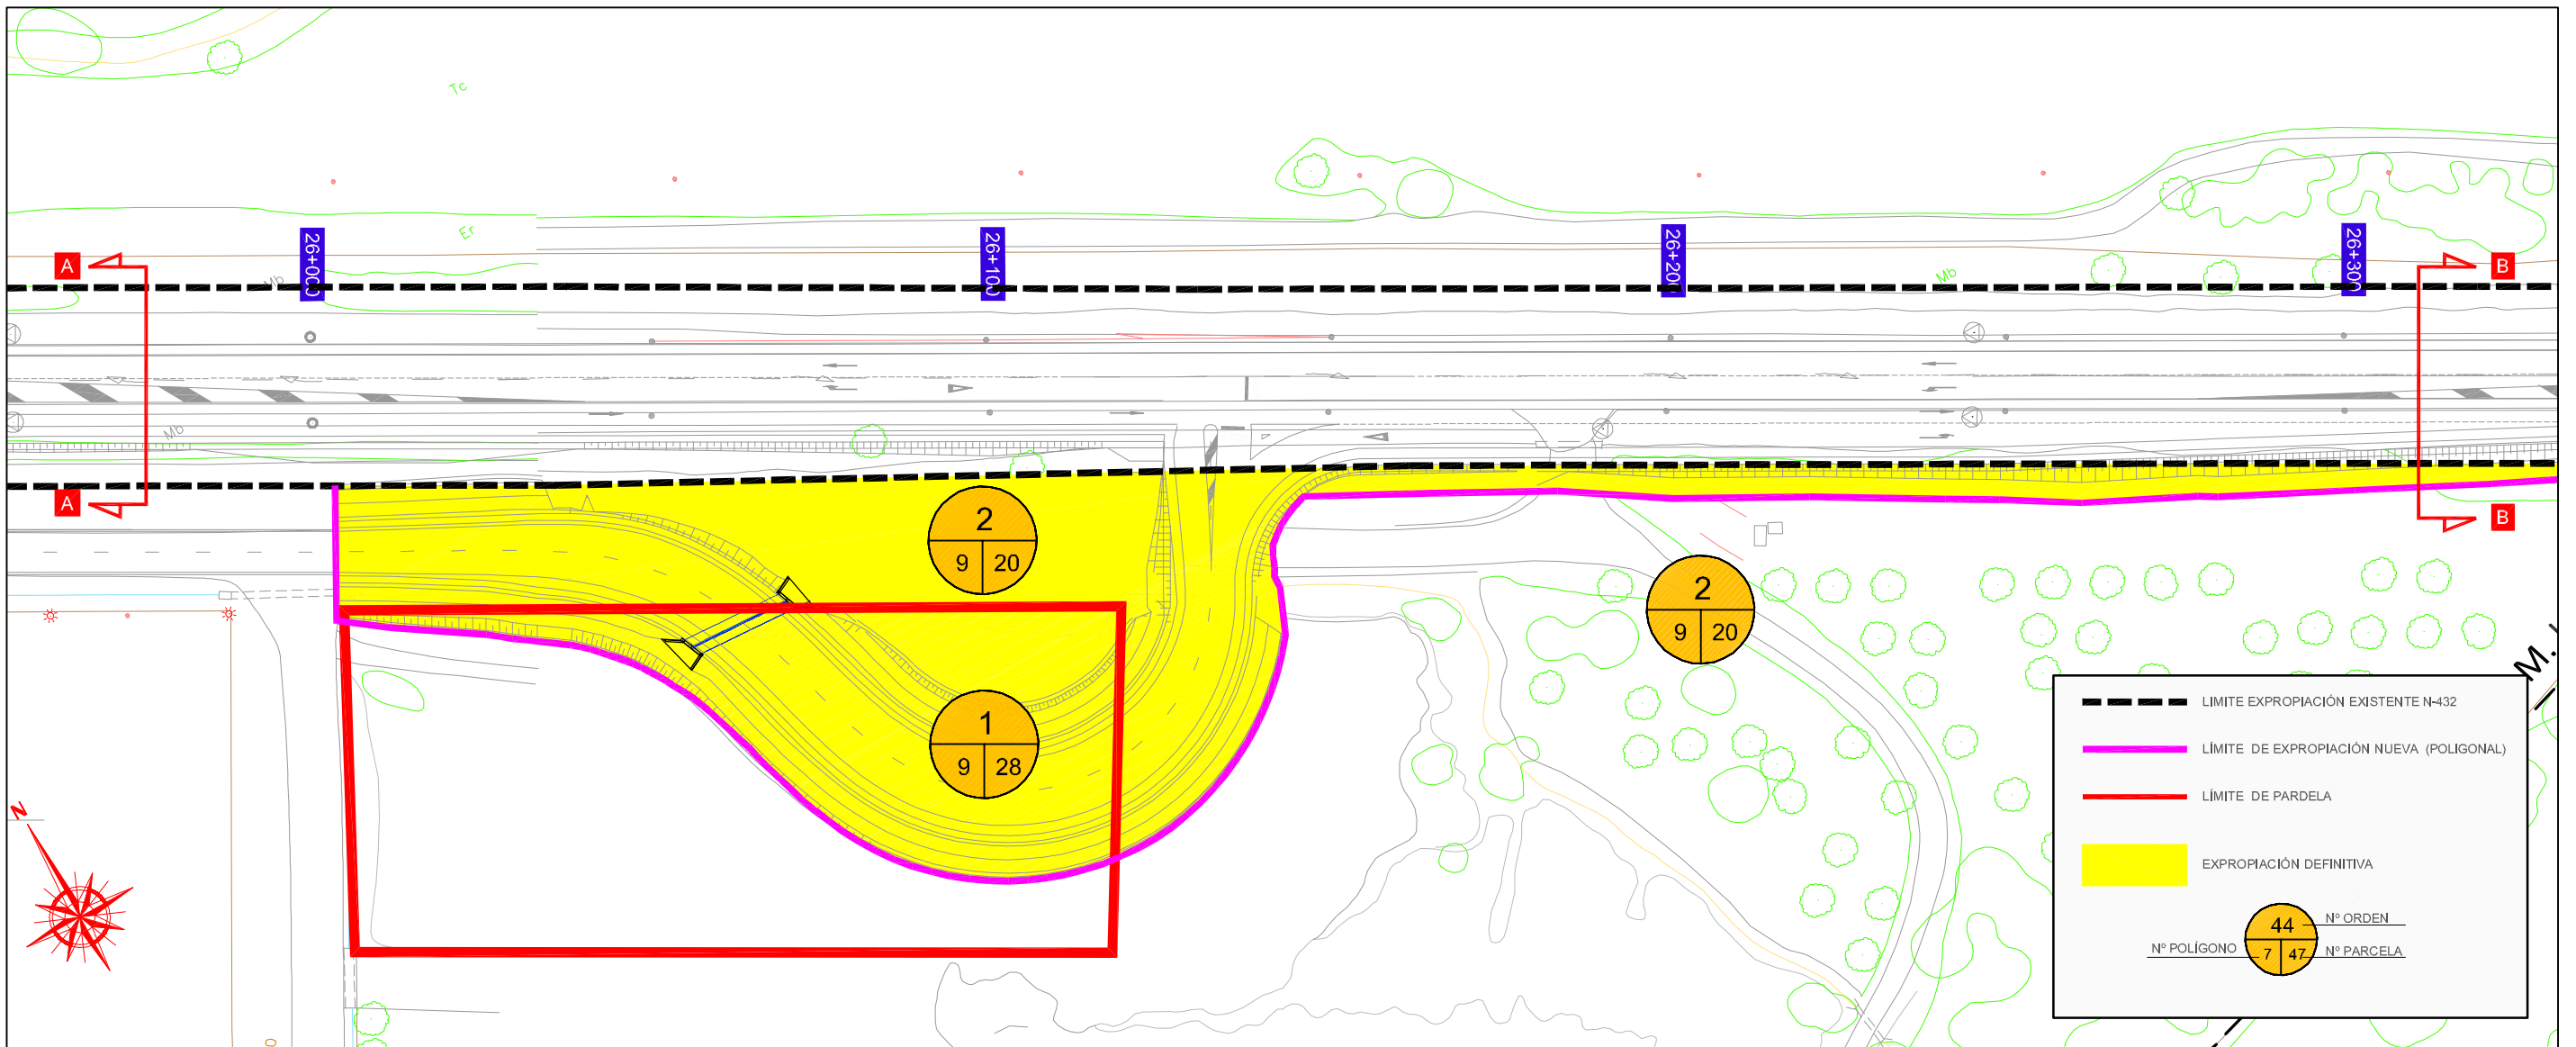 Tc
Er
26+000
26+100
26+200
26+300
A
B
Mb
Mb
Mb
A
B
2
9 20
2
9 20
1
9 28
N
M.
LIMITE EXPROPIACIÓN EXISTENTE N-432
LÍMITE DE EXPROPIACIÓN NUEVA (POLIGONAL)
LÍMITE DE PARDELA
EXPROPIACIÓN DEFINITIVA
44 Nº ORDEN
Nº POLÍGONO 7 47 Nº PARCELA